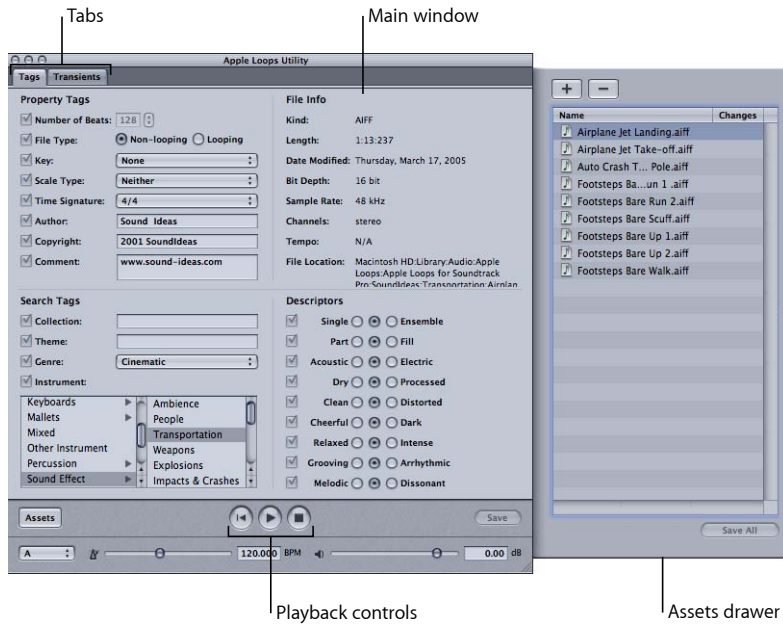 Tabs
Main window
Apple Loops Utility
Tags
Transients
Property Tags
Number of Beats: 128
File Type: Non-looping Looping
Key: None
Scale Type: Neither
Time Signature: 4/4
Author: Sound Ideas
Copyright: 2001 SoundIdeas
Comment: www.sound-ideas.com
File Info
Kind: AIFF
Length: 1:13:237
Date Modified: Thursday, March 17, 2005
Bit Depth: 16 bit
Sample Rate: 48 kHz
Channels: stereo
Tempo: N/A
File Location: Macintosh HD:Library:Audio:Apple
Loops:Apple Loops for Soundtrack
Pro:SoundIdeas:Transportation:Airplan
Search Tags
Collection:
Theme:
Genre: Cinematic
Instrument:
Keyboards
Mallets
Mixed
Other Instrument
Percussion
Sound Effect
Ambience
People
Transportation
Weapons
Explosions
Impacts & Crashes
Descriptors
Single Ensemble
Part Fill
Acoustic Electric
Dry Processed
Clean Distorted
Cheerful Dark
Relaxed Intense
Grooving Arrhythmic
Melodic Dissonant
Assets
Save
A
120.000 BPM
0.00 dB
Name Changes
Airplane Jet Landing.aiff
Airplane Jet Take-off.aiff
Auto Crash T... Pole.aiff
Footsteps Ba...un 1 .aiff
Footsteps Bare Run 2.aiff
Footsteps Bare Scuff.aiff
Footsteps Bare Up 1.aiff
Footsteps Bare Up 2.aiff
Footsteps Bare Walk.aiff
Save All
Playback controls
Assets drawer